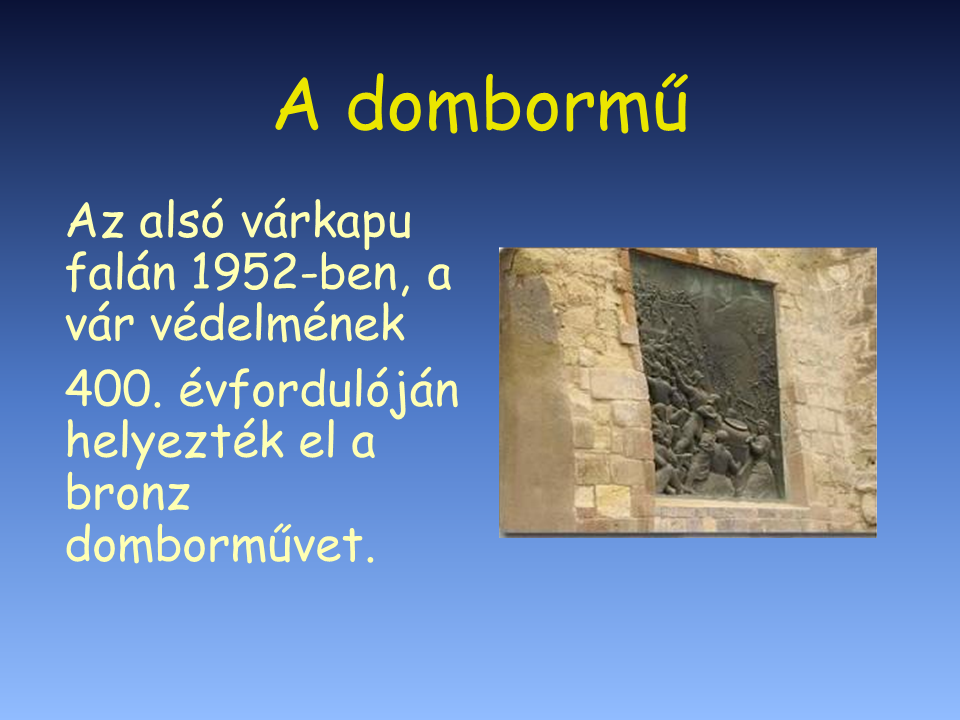 A dombormű
Az alsó várkapu
falán 1952-ben, a
vár védelmének
400. évfordulóján
helyezték el a
bronz
domborművet.